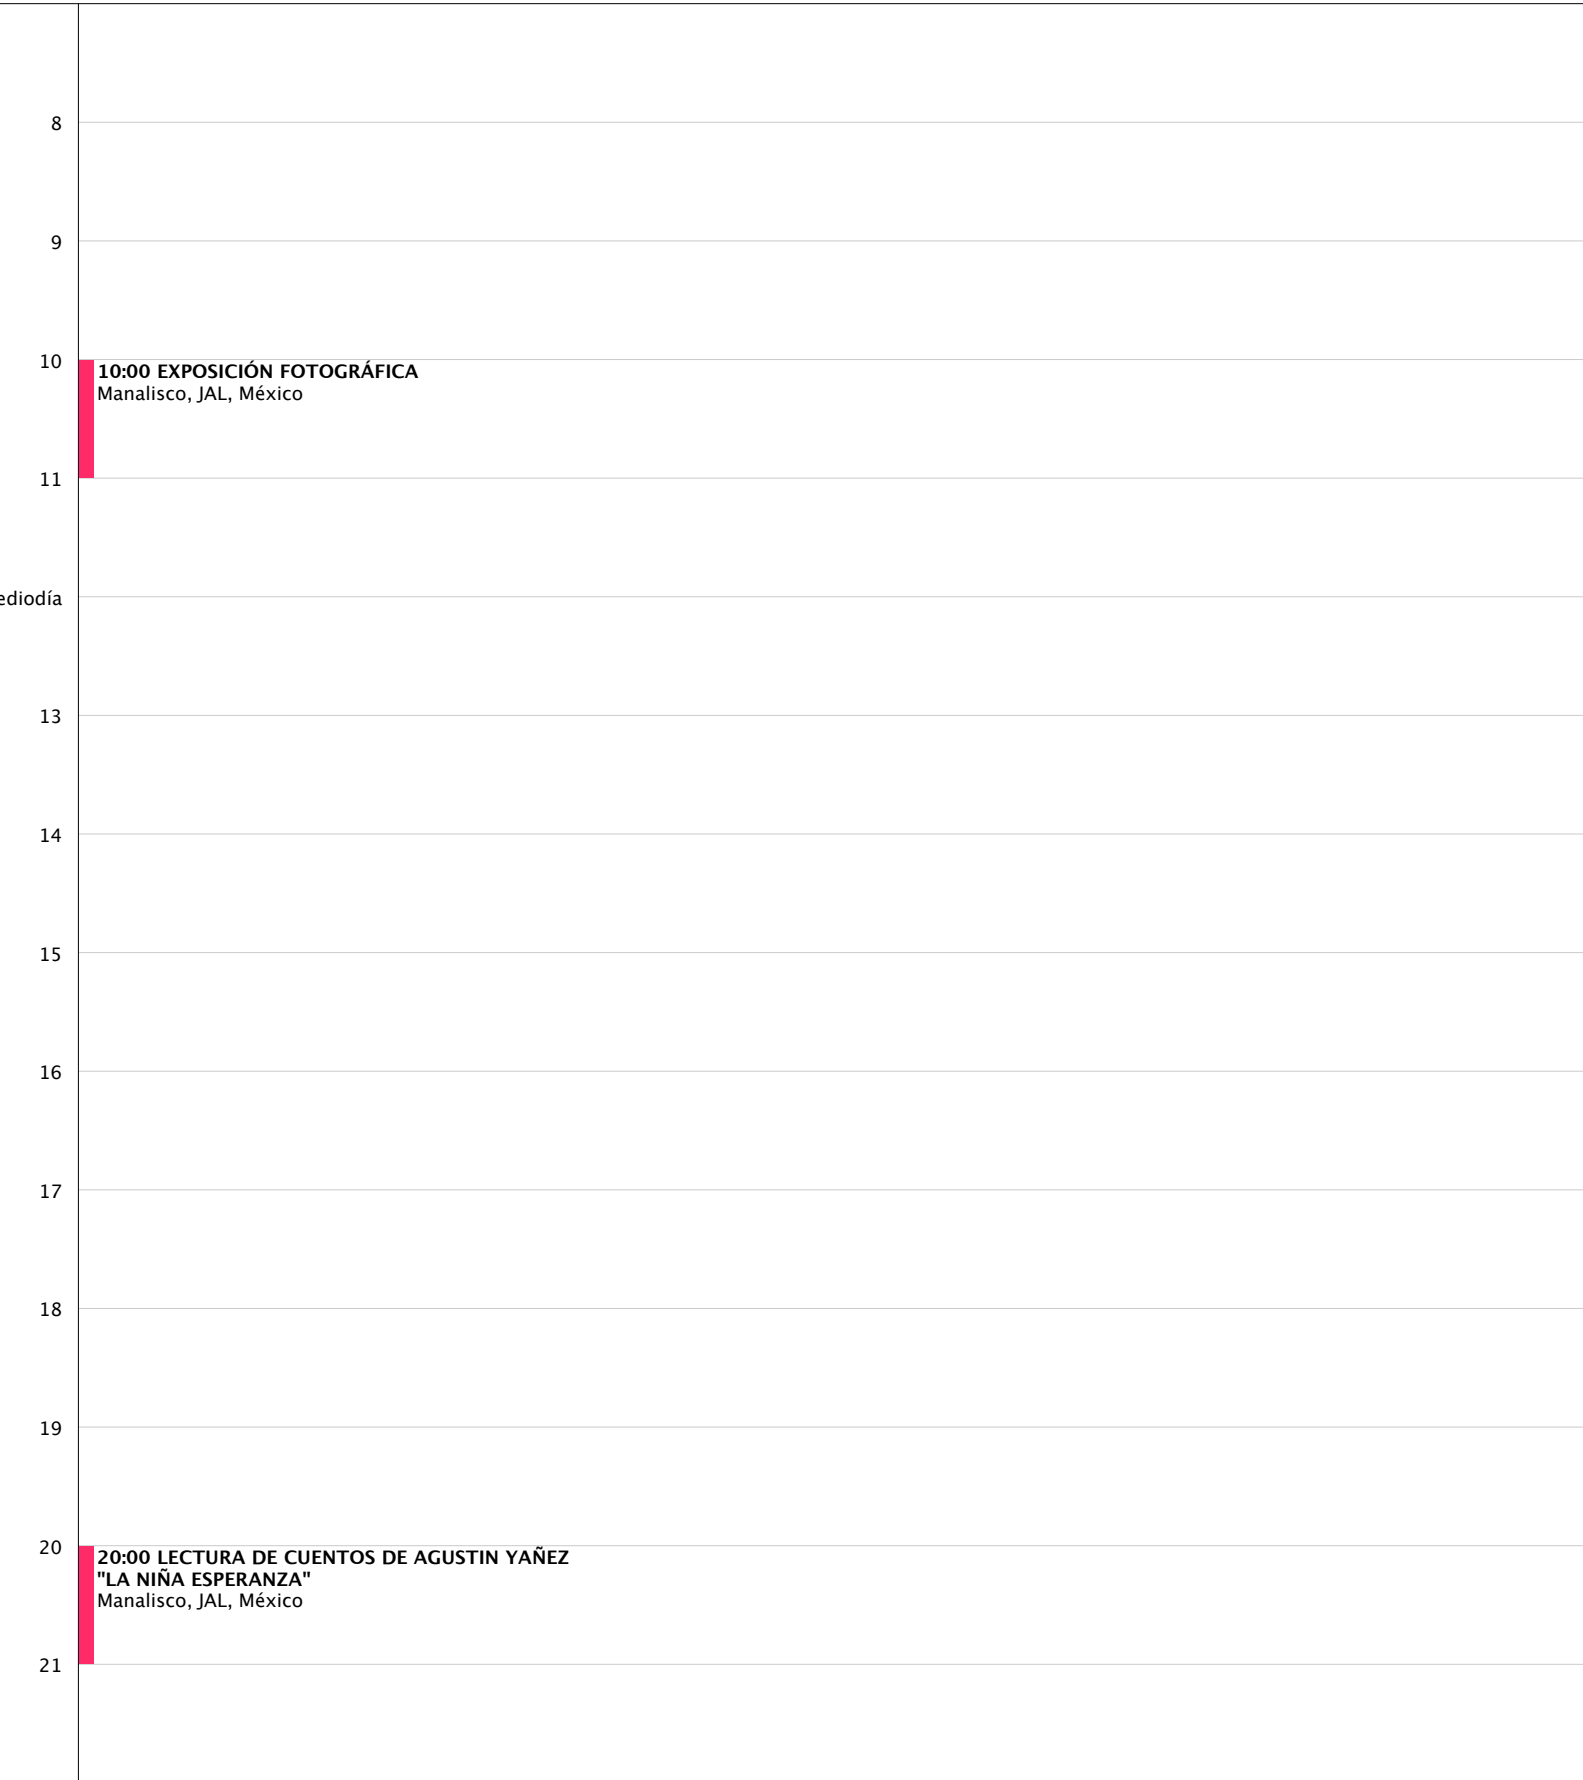 8
9
10
10:00 EXPOSICIÓN FOTOGRÁFICA
Manalisco, JAL, México
11
ediodía
13
14
15
16
17
18
19
20
20:00 LECTURA DE CUENTOS DE AGUSTIN YAÑEZ
"LA NIÑA ESPERANZA"
Manalisco, JAL, México
21